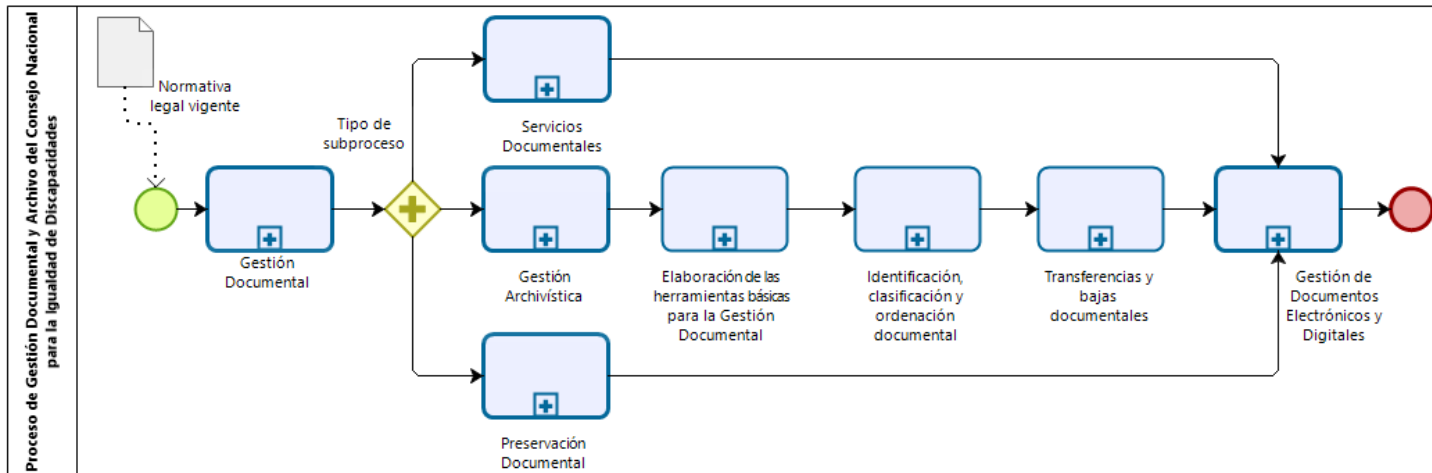 Proceso de Gestión Documental y Archivo del Consejo Nacional
para la Igualdad de Discapacidades
Normativa
legal vigente
Gestión
Documental
Tipo de
subproceso
Servicios
Documentales
Gestión
Archivística
Elaboración de las
herramientas básicas
para la Gestión
Documental
Identificación,
clasificación y
ordenación
documental
Transferencias y
bajas
documentales
Gestión de
Documentos
Electrónicos y
Digitales
Preservación
Documental